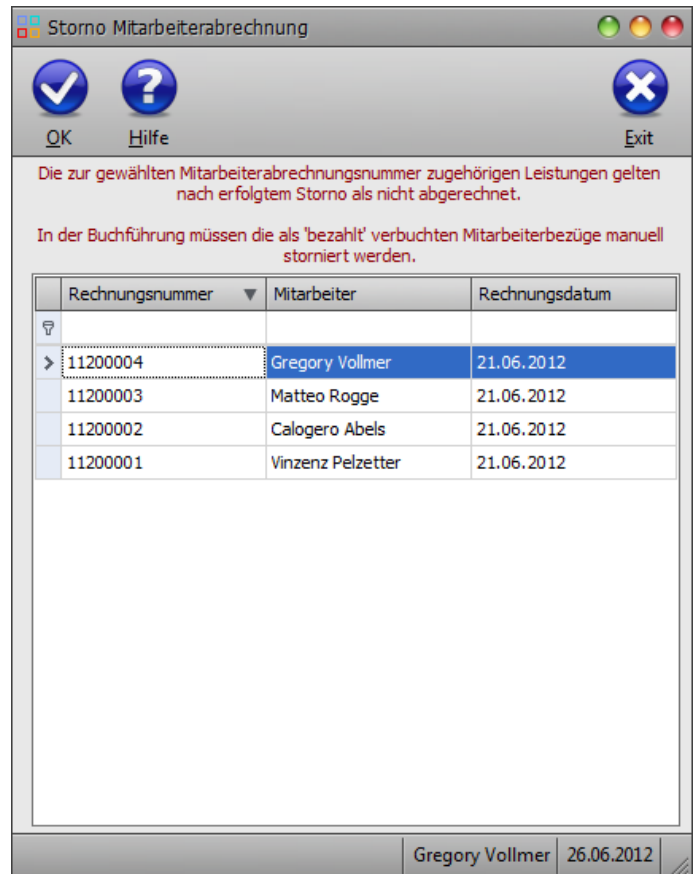 Storno Mitarbeiterabrechnung
OK Hilfe Exit
Die zur gewählten Mitarbeiterabrechnungsnummer zugehörigen Leistungen gelten
nach erfolgtem Storno als nicht abgerechnet.
In der Buchführung müssen die als 'bezahlt' verbuchten Mitarbeiterbezüge manuell
storniert werden.
Rechnungsnummer Mitarbeiter Rechnungsdatum
11200004 Gregory Vollmer 21.06.2012
11200003 Matteo Rogge 21.06.2012
11200002 Calogero Abels 21.06.2012
11200001 Vinzenz Pelzetter 21.06.2012
Gregory Vollmer 26.06.2012